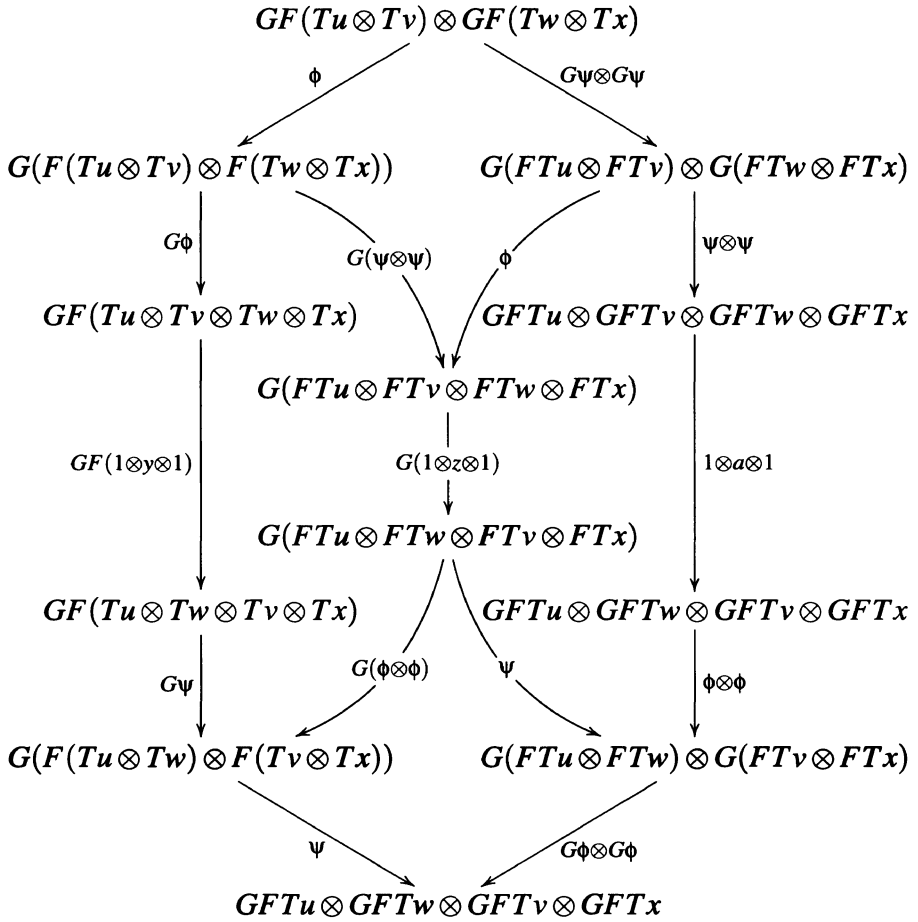 GF(Tu ⊗ Tv) ⊗ GF(Tw ⊗ Tx)
ϕ Gψ⊗Gψ
G(F(Tu ⊗ Tv) ⊗ F(Tw ⊗ Tx)) G(FTu ⊗ FTv) ⊗ G(FTw ⊗ FTx)
Gϕ G(ψ⊗ψ) ϕ ψ⊗ψ
GF(Tu ⊗ Tv ⊗ Tw ⊗ Tx) GFTu ⊗ GFTv ⊗ GFTw ⊗ GFTx
G(FTu ⊗ FTv ⊗ FTw ⊗ FTx)
GF(1⊗y⊗1) G(1⊗z⊗1) 1⊗a⊗1
G(FTu ⊗ FTw ⊗ FTv ⊗ FTx)
GF(Tu ⊗ Tw ⊗ Tv ⊗ Tx) GFTu ⊗ GFTw ⊗ GFTv ⊗ GFTx
Gψ G(ϕ⊗ϕ) ψ ϕ⊗ϕ
G(F(Tu ⊗ Tw) ⊗ F(Tv ⊗ Tx)) G(FTu ⊗ FTw) ⊗ G(FTv ⊗ FTx)
ψ Gϕ⊗Gϕ
GFTu ⊗ GFTw ⊗ GFTv ⊗ GFTx